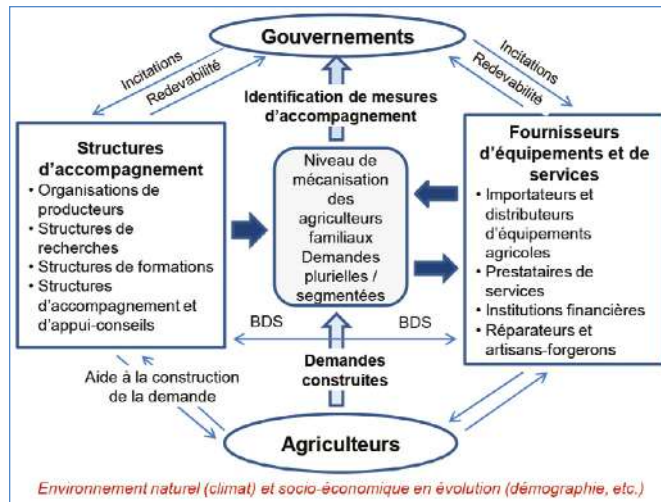 Gouvernements
Incitations
Redevabilité
Identification de mesures
d'accompagnement
Incitations
Redevabilité
Structures
d'accompagnement
• Organisations de
producteurs
• Structures de
recherches
• Structures de formations
• Structures
d'accompagnement et
d'appui-conseils
Niveau de
mécanisation
des
agriculteurs
familiaux
Demandes
plurielles /
segmentées
Fournisseurs
d'équipements et de
services
• Importateurs et
distributeurs
d'équipements
agricoles
• Prestataires de
services
• Institutions financières
• Réparateurs et
artisans-forgerons
BDS
BDS
Demandes
construites
Aide à la construction
de la demande
Agriculteurs
Environnement naturel (climat) et socio-économique en évolution (démographie, etc.)